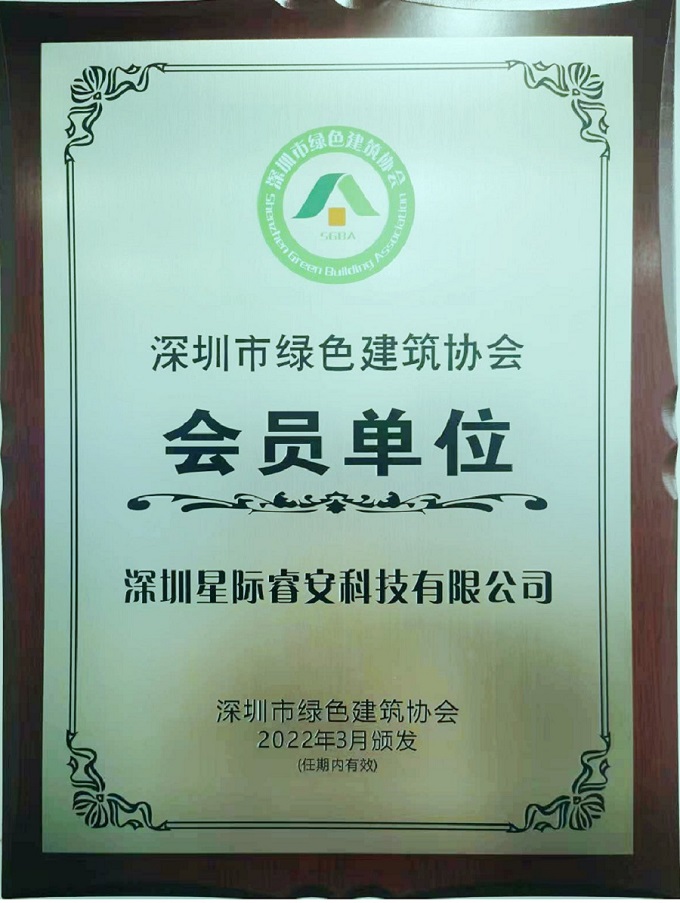 深圳市绿色建筑协会
SGBA
Shenzhen Green Building Association
深圳市绿色建筑协会
会员单位
深圳星际睿安科技有限公司
深圳市绿色建筑协会
2022年3月颁发
(任期内有效)